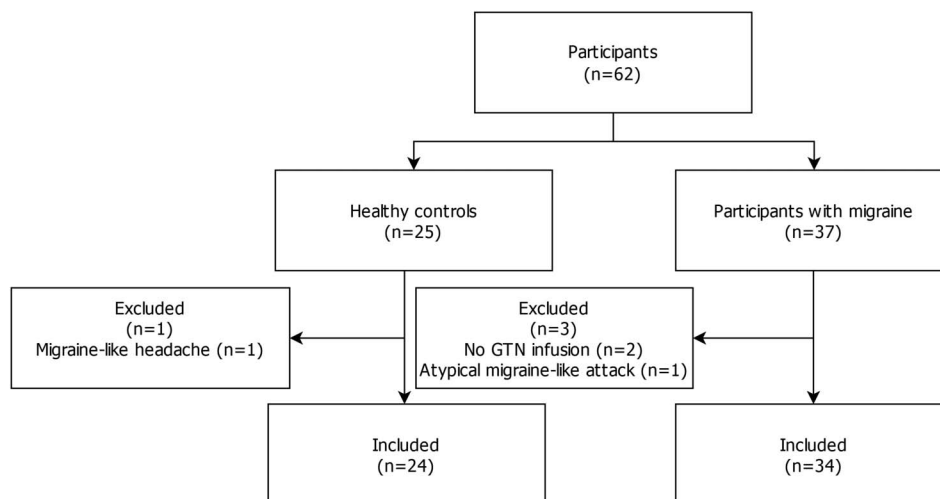 Participants
(n=62)
Healthy controls
(n=25)
Participants with migraine
(n=37)
Excluded
(n=1)
Migraine-like headache (n=1)
Excluded
(n=3)
No GTN infusion (n=2)
Atypical migraine-like attack (n=1)
Included
(n=24)
Included
(n=34)